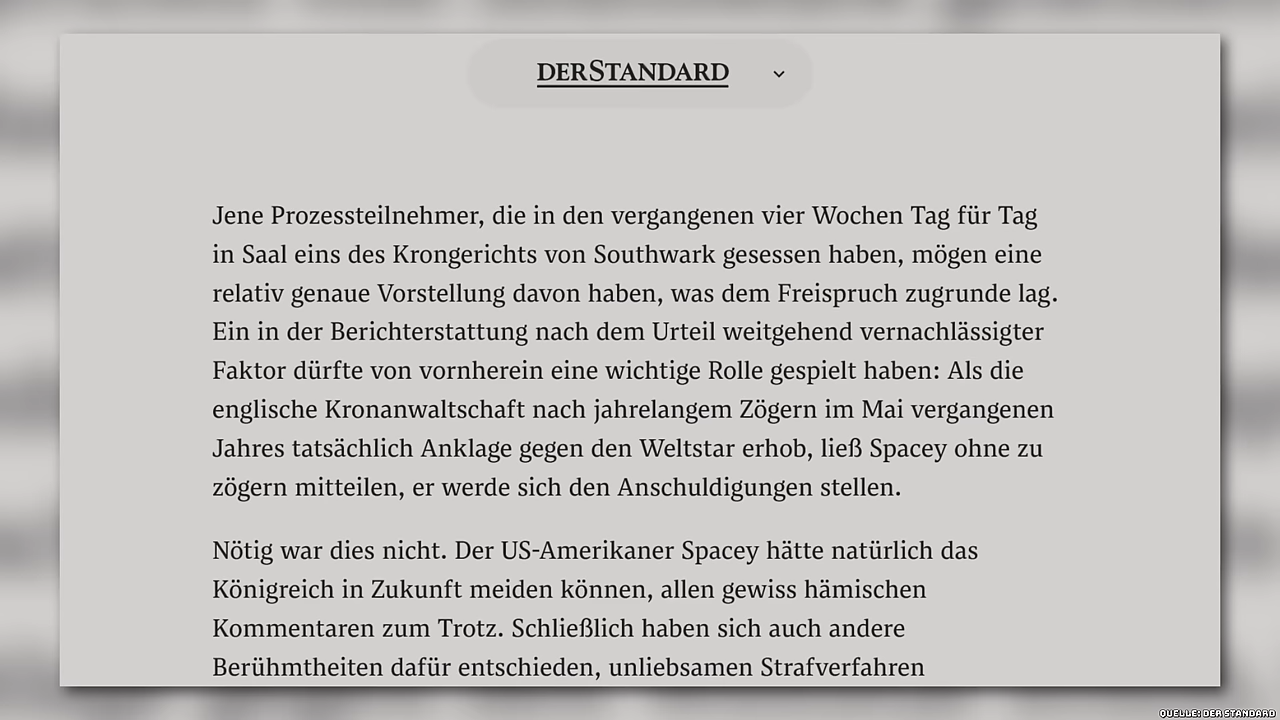 DERSTANDARD
Jene Prozessteilnehmer, die in den vergangenen vier Wochen Tag für Tag
in Saal eins des Krongerichts von Southwark gesessen haben, mögen eine
relativ genaue Vorstellung davon haben, was dem Freispruch zugrunde lag.
Ein in der Berichterstattung nach dem Urteil weitgehend vernachlässigter
Faktor dürfte von vornherein eine wichtige Rolle gespielt haben: Als die
englische Kronanwaltschaft nach jahrelangem Zögern im Mai vergangenen
Jahres tatsächlich Anklage gegen den Weltstar erhob, ließ Spacey ohne zu
zögern mitteilen, er werde sich den Anschuldigungen stellen.
Nötig war dies nicht. Der US-Amerikaner Spacey hätte natürlich das
Königreich in Zukunft meiden können, allen gewiss hämischen
Kommentaren zum Trotz. Schließlich haben sich auch andere
Berühmtheiten dafür entschieden, unliebsamen Strafverfahren
QUELLE: DER STANDARD